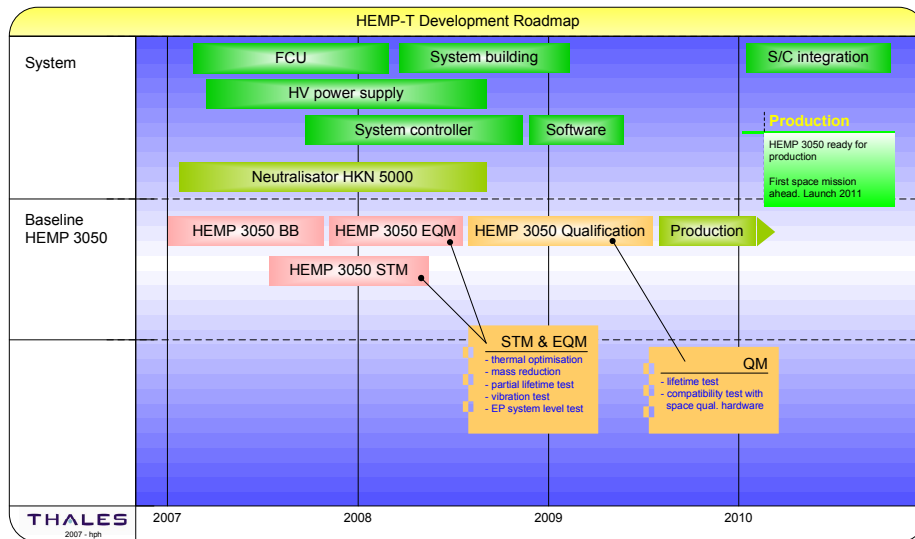 HEMP-T Development Roadmap
System
FCU
System building
S/C integration
HV power supply
System controller
Software
Production
HEMP 3050 ready for
production
First space mission
ahead. Launch 2011
Neutralisator HKN 5000
Baseline
HEMP 3050
HEMP 3050 BB
HEMP 3050 EQM
HEMP 3050 Qualification
Production
HEMP 3050 STM
STM & EQM
- thermal optimisation
- mass reduction
- partial lifetime test
- vibration test
- EP system level test
QM
- lifetime test
- compatibility test with
space qual. hardware
THALES
2007 - hph
2007
2008
2009
2010